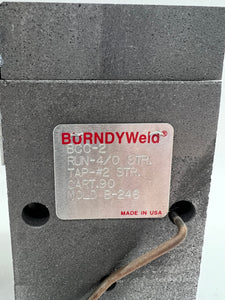 BURNDYWeld®
BCC-2
RUN-4/0 STR.
TAP-#2 STR.
CART.90
MOLD B-246
MADE IN USA